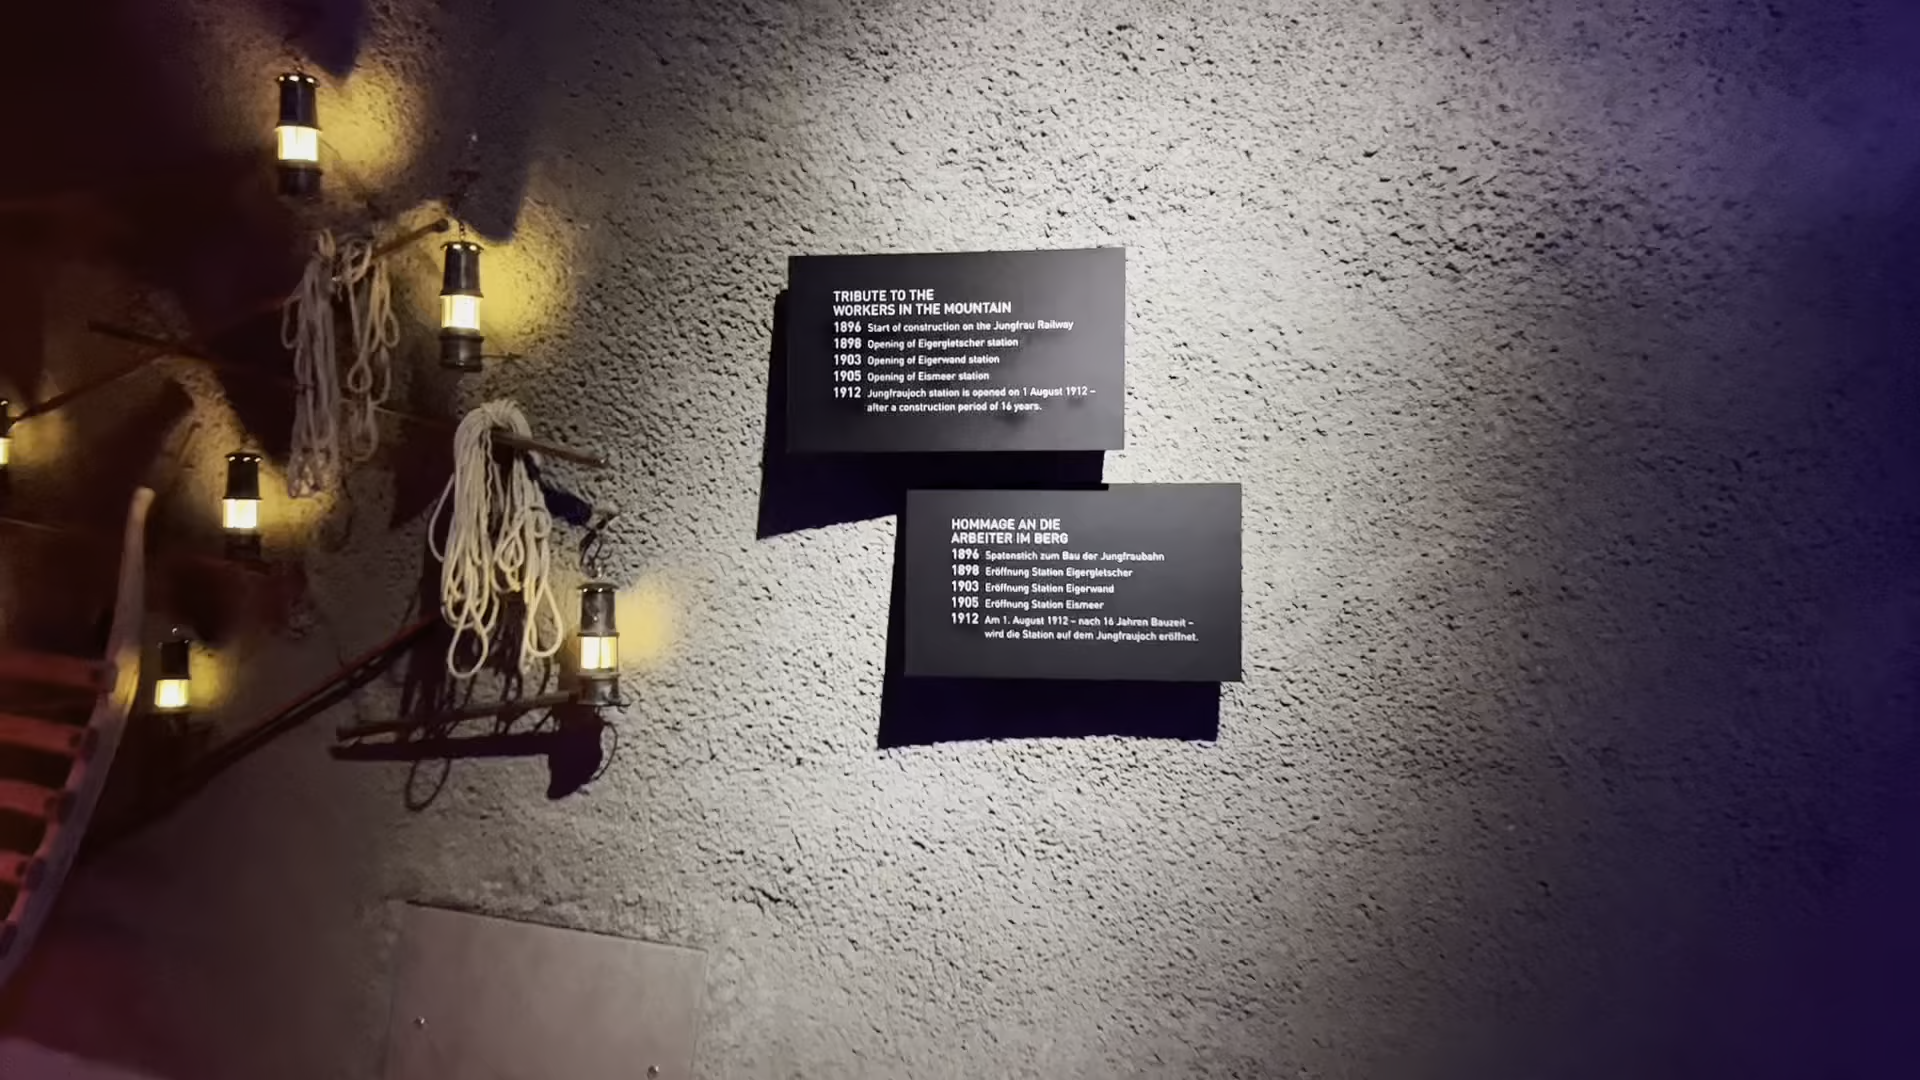 TRIBUTE TO THE
WORKERS IN THE MOUNTAIN
1896 Start of construction on the Jungfrau Railway
1898 Opening of Eigergletscher station
1903 Opening of Eigerwand station
1905 Opening of Eismeer station
1912 Jungfraujoch station is opened on 1 August 1912 –
after a construction period of 16 years.
HOMMAGE AN DIE
ARBEITER IM BERG
1896 Spatenstich zum Bau der Jungfraubahn
1898 Eröffnung Station Eigergletscher
1903 Eröffnung Station Eigerwand
1905 Eröffnung Station Eismeer
1912 Am 1. August 1912 – nach 16 Jahren Bauzeit –
wird die Station auf dem Jungfraujoch eröffnet.